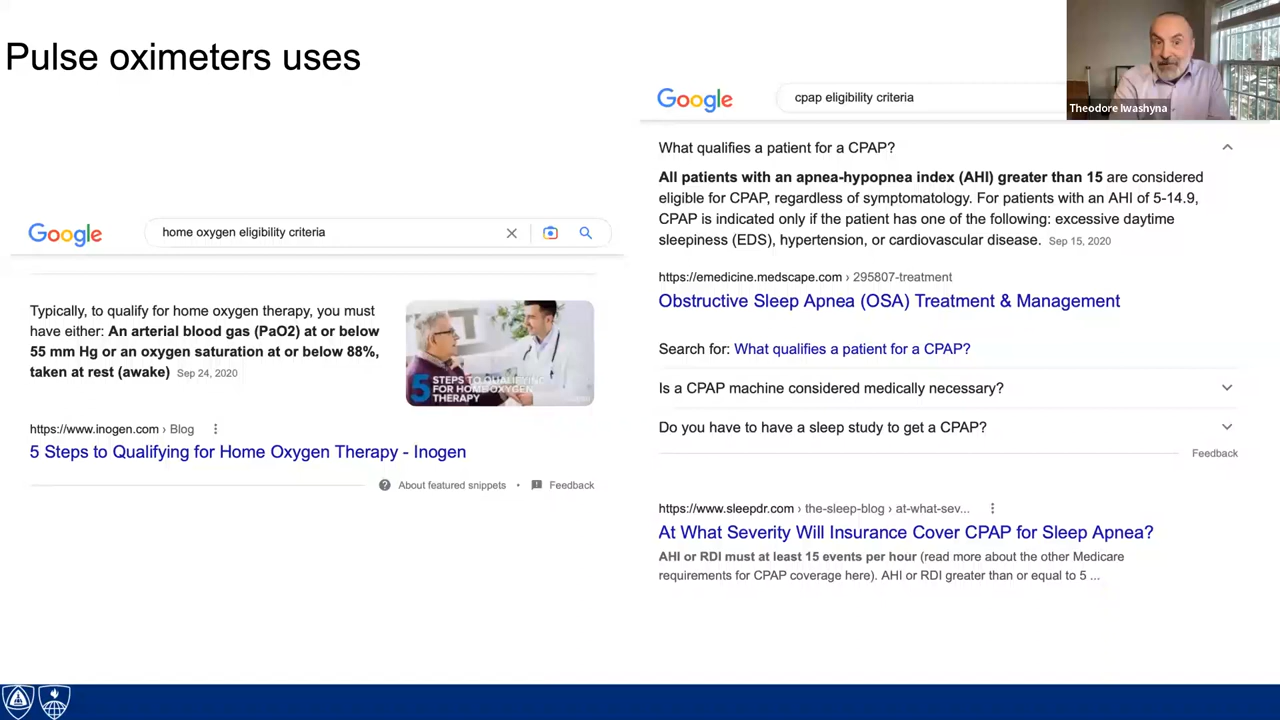 Pulse oximeters uses
Theodore Iwashyna
Google
home oxygen eligibility criteria
Typically, to qualify for home oxygen therapy, you must
have either: An arterial blood gas (PaO2) at or below
55 mm Hg or an oxygen saturation at or below 88%,
taken at rest (awake) Sep 24, 2020
5 STEPS TO QUALIFYING
FOR HOME OXYGEN
THERAPY
https://www.inogen.com › Blog
5 Steps to Qualifying for Home Oxygen Therapy - Inogen
About featured snippets • Feedback
Google
cpap eligibility criteria
What qualifies a patient for a CPAP?
All patients with an apnea-hypopnea index (AHI) greater than 15 are considered
eligible for CPAP, regardless of symptomatology. For patients with an AHI of 5-14.9,
CPAP is indicated only if the patient has one of the following: excessive daytime
sleepiness (EDS), hypertension, or cardiovascular disease. Sep 15, 2020
https://emedicine.medscape.com › 295807-treatment
Obstructive Sleep Apnea (OSA) Treatment & Management
Search for: What qualifies a patient for a CPAP?
Is a CPAP machine considered medically necessary?
Do you have to have a sleep study to get a CPAP?
Feedback
https://www.sleepdr.com › the-sleep-blog › at-what-sev...
At What Severity Will Insurance Cover CPAP for Sleep Apnea?
AHI or RDI must at least 15 events per hour (read more about the other Medicare
requirements for CPAP coverage here). AHI or RDI greater than or equal to 5 ...